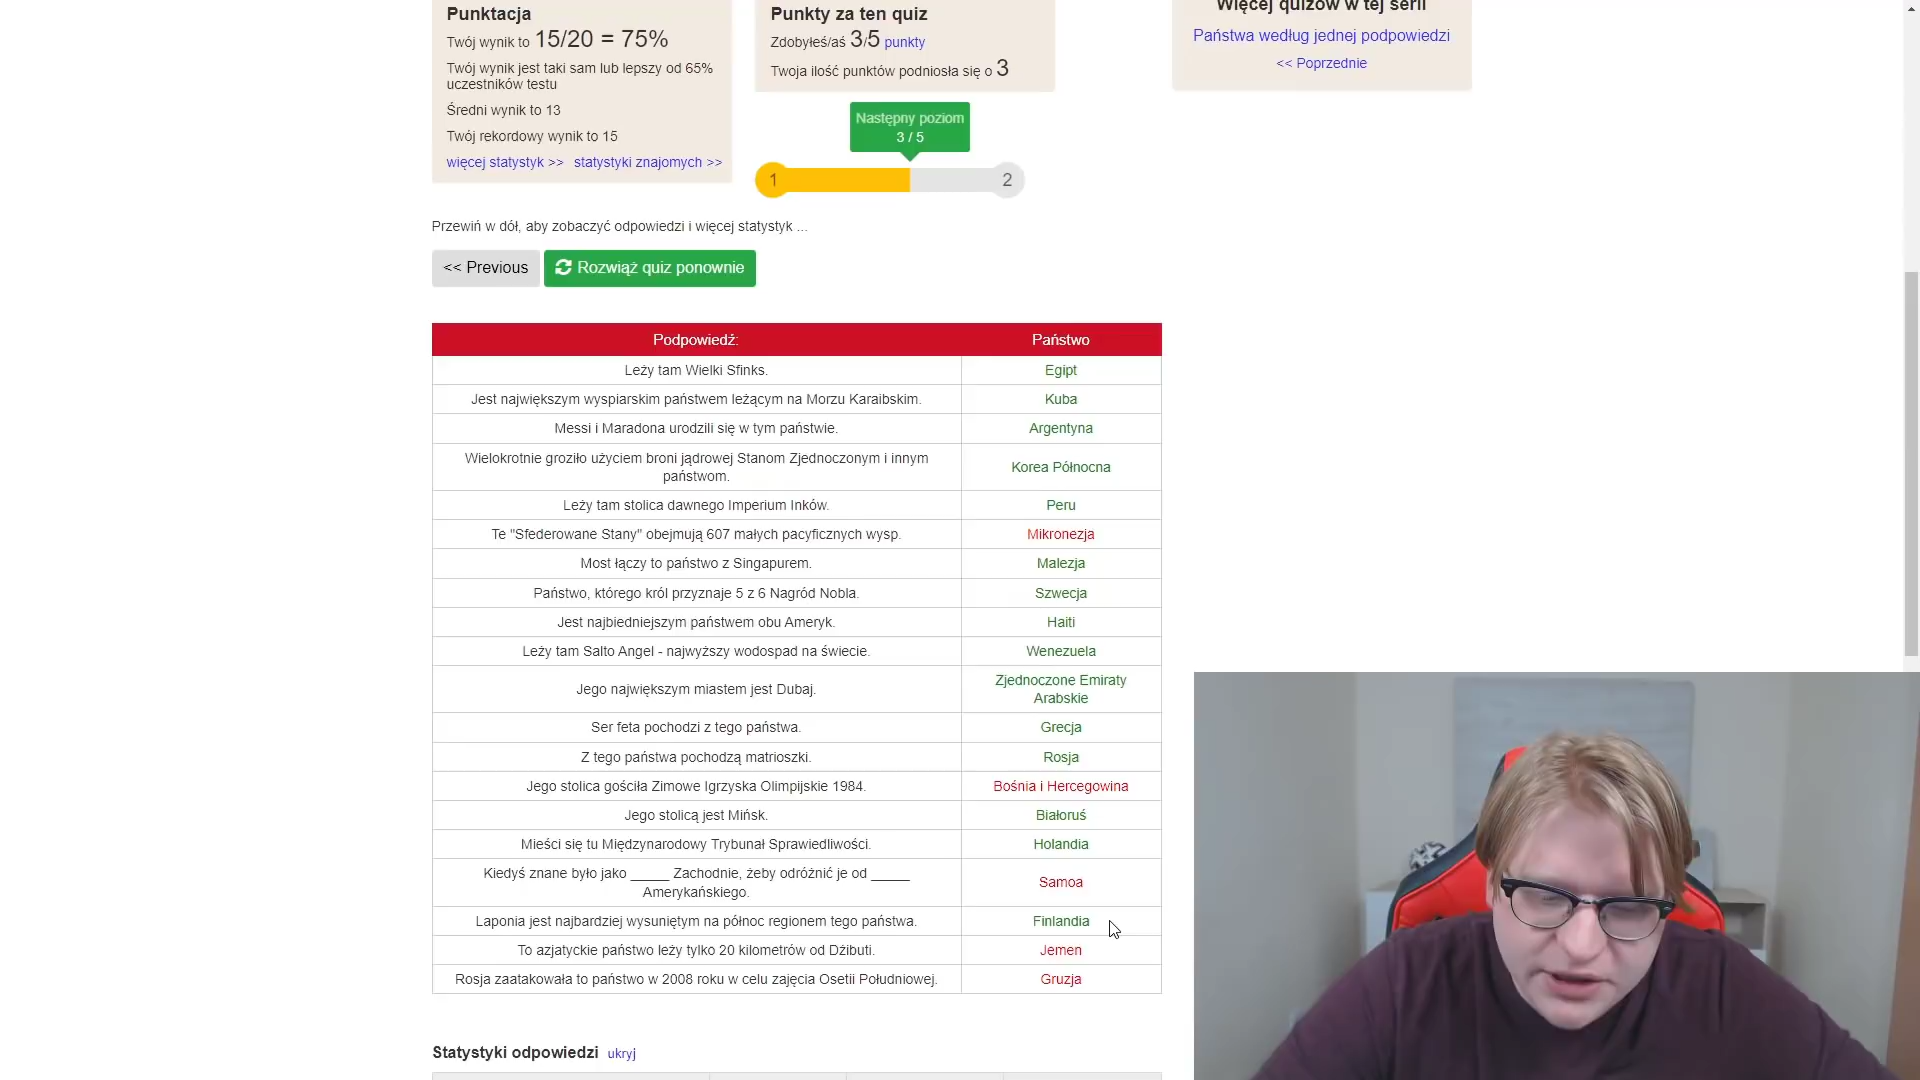 Punktacja
Twój wynik to 15/20 = 75%
Twój wynik jest taki sam lub lepszy od 65%
uczestników testu
Średni wynik to 13
Twój rekordowy wynik to 15
więcej statystyk >> statystyki znajomych >>
Punkty za ten quiz
Zdobyłeś/aś 3/5 punkty
Twoja ilość punktów podniosła się o 3
Następny poziom
3 / 5
1
2
Więcej quizów w tej serii
Państwa według jednej podpowiedzi
<< Poprzednie
Przewiń w dół, aby zobaczyć odpowiedzi i więcej statystyk ...
<< Previous
Rozwiąż quiz ponownie
Podpowiedź: Państwo
Leży tam Wielki Sfinks. Egipt
Jest największym wyspiarskim państwem leżącym na Morzu Karaibskim. Kuba
Messi i Maradona urodzili się w tym państwie. Argentyna
Wielokrotnie groziło użyciem broni jądrowej Stanom Zjednoczonym i innym
państwom.
Korea Północna
Leży tam stolica dawnego Imperium Inków. Peru
Te "Sfederowane Stany" obejmują 607 małych pacyficznych wysp. Mikronezja
Most łączy to państwo z Singapurem. Malezja
Państwo, którego król przyznaje 5 z 6 Nagród Nobla. Szwecja
Jest najbiedniejszym państwem obu Ameryk. Haiti
Leży tam Salto Angel - najwyższy wodospad na świecie. Wenezuela
Jego największym miastem jest Dubaj.
Zjednoczone Emiraty
Arabskie
Ser feta pochodzi z tego państwa. Grecja
Z tego państwa pochodzą matrioszki. Rosja
Jego stolica gościła Zimowe Igrzyska Olimpijskie 1984. Bośnia i Hercegowina
Jego stolicą jest Mińsk. Białoruś
Mieści się tu Międzynarodowy Trybunał Sprawiedliwości. Holandia
Kiedyś znane było jako _____ Zachodnie, żeby odróżnić je od _____
Amerykańskiego.
Samoa
Laponia jest najbardziej wysuniętym na północ regionem tego państwa. Finlandia
To azjatyckie państwo leży tylko 20 kilometrów od Dżibuti. Jemen
Rosja zaatakowała to państwo w 2008 roku w celu zajęcia Osetii Południowej. Gruzja
Statystyki odpowiedzi ukryj